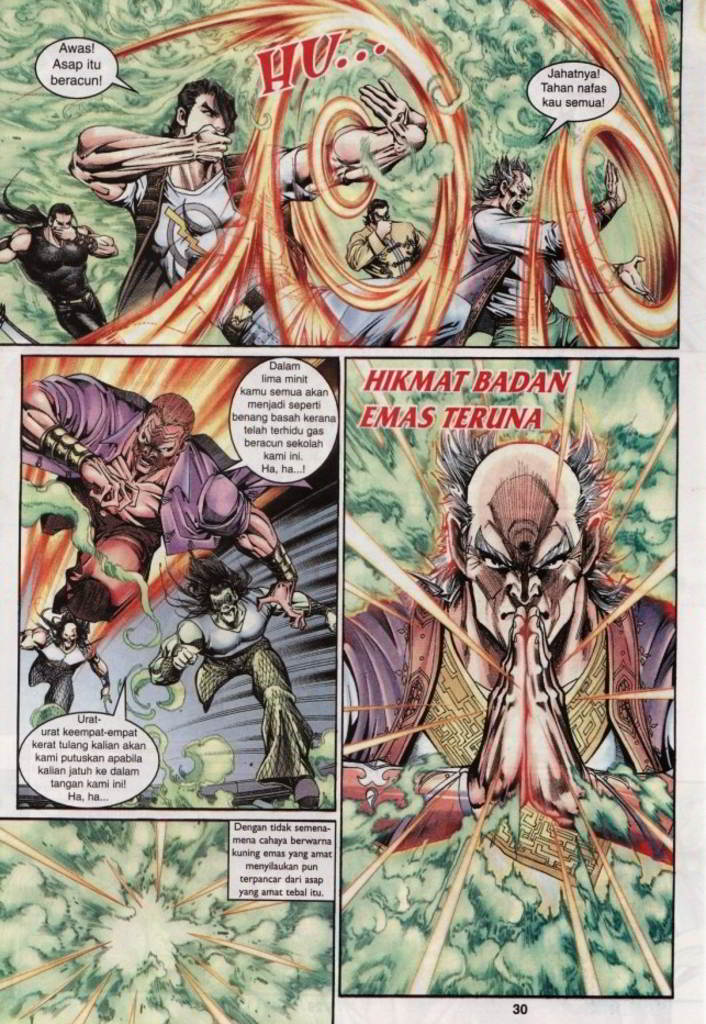 Awas!
Asap itu
beracun!
HU...
Jahatnya!
Tahan nafas
kau semua!
Dalam
lima minit
kamu semua akan
menjadi seperti
benang basah kerana
telah terhidu gas
beracun sekolah
kami ini.
Ha, ha...!
Urat-
urat keempat-empat
kerat tulang kalian akan
kami putuskan apabila
kalian jatuh ke dalam
tangan kami ini!
Ha, ha...
HIKMAT BADAN
EMAS TERUNA
Dengan tidak semena-
mena cahaya berwarna
kuning emas yang amat
menyilaukan pun
terpancar dari asap
yang amat tebal itu.
30